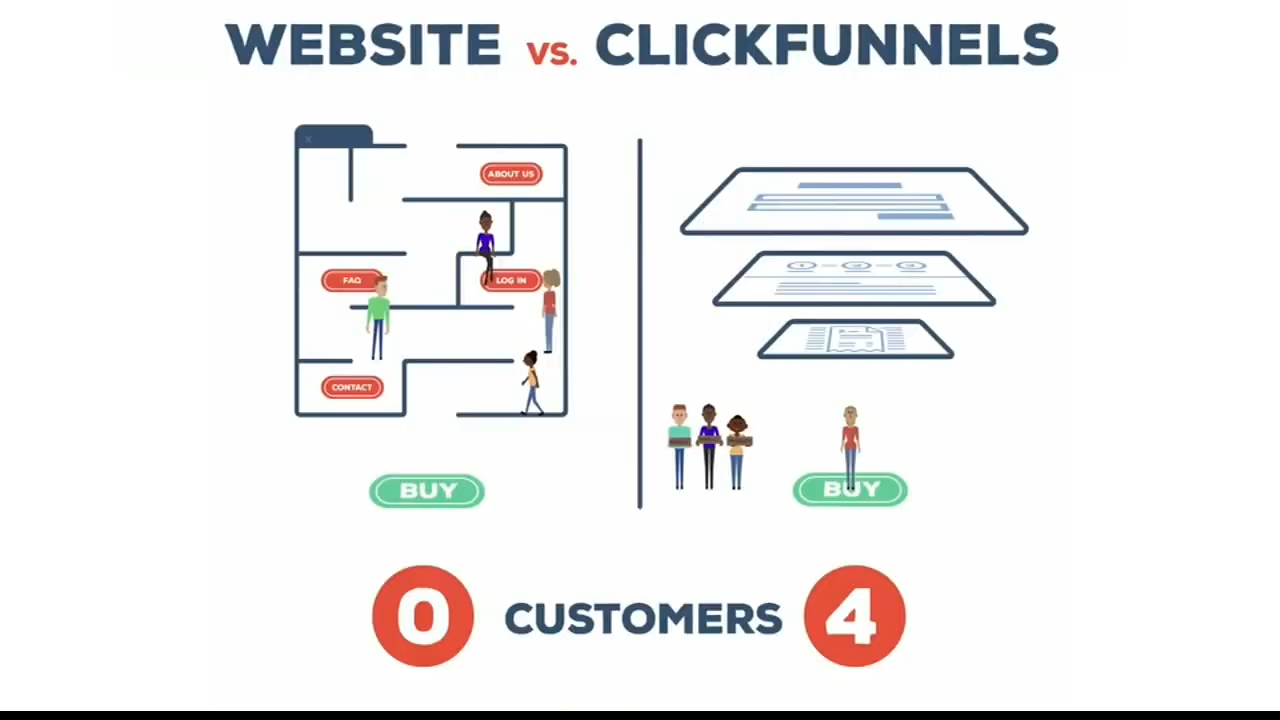 WEBSITE vs. CLICKFUNNELS
ABOUT US
FAQ
LOG IN
CONTACT
BUY
BUY
0 CUSTOMERS 4